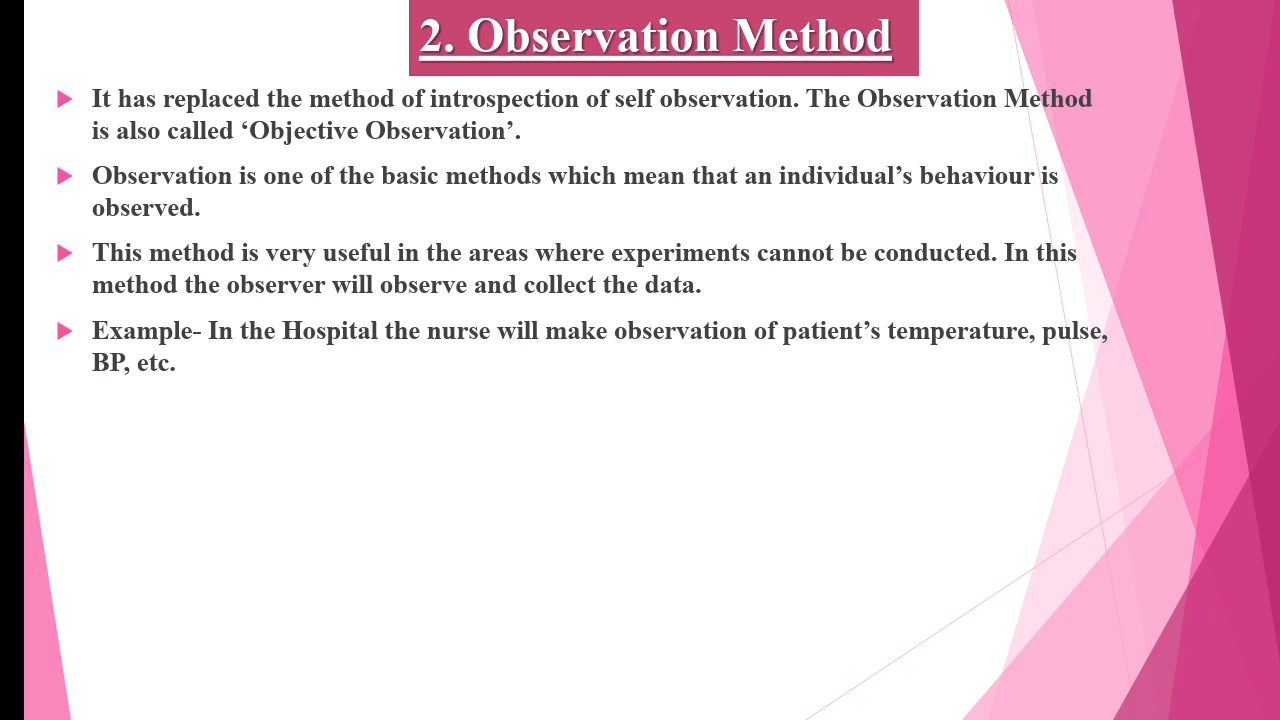 2. Observation Method
It has replaced the method of introspection of self observation. The Observation Method
is also called ‘Objective Observation’.
Observation is one of the basic methods which mean that an individual’s behaviour is
observed.
This method is very useful in the areas where experiments cannot be conducted. In this
method the observer will observe and collect the data.
Example- In the Hospital the nurse will make observation of patient’s temperature, pulse,
BP, etc.